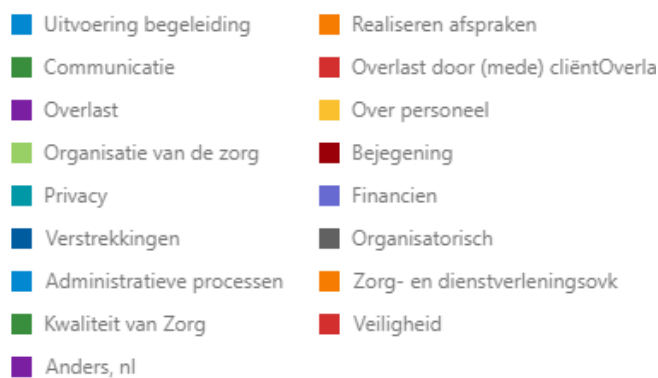 Uitvoering begeleiding
Realiseren afspraken
Communicatie
Overlast door (mede) cliëntOverla
Overlast
Over personeel
Organisatie van de zorg
Bejegening
Privacy
Financien
Verstrekkingen
Organisatorisch
Administratieve processen
Zorg- en dienstverleningsovk
Kwaliteit van Zorg
Veiligheid
Anders, nl